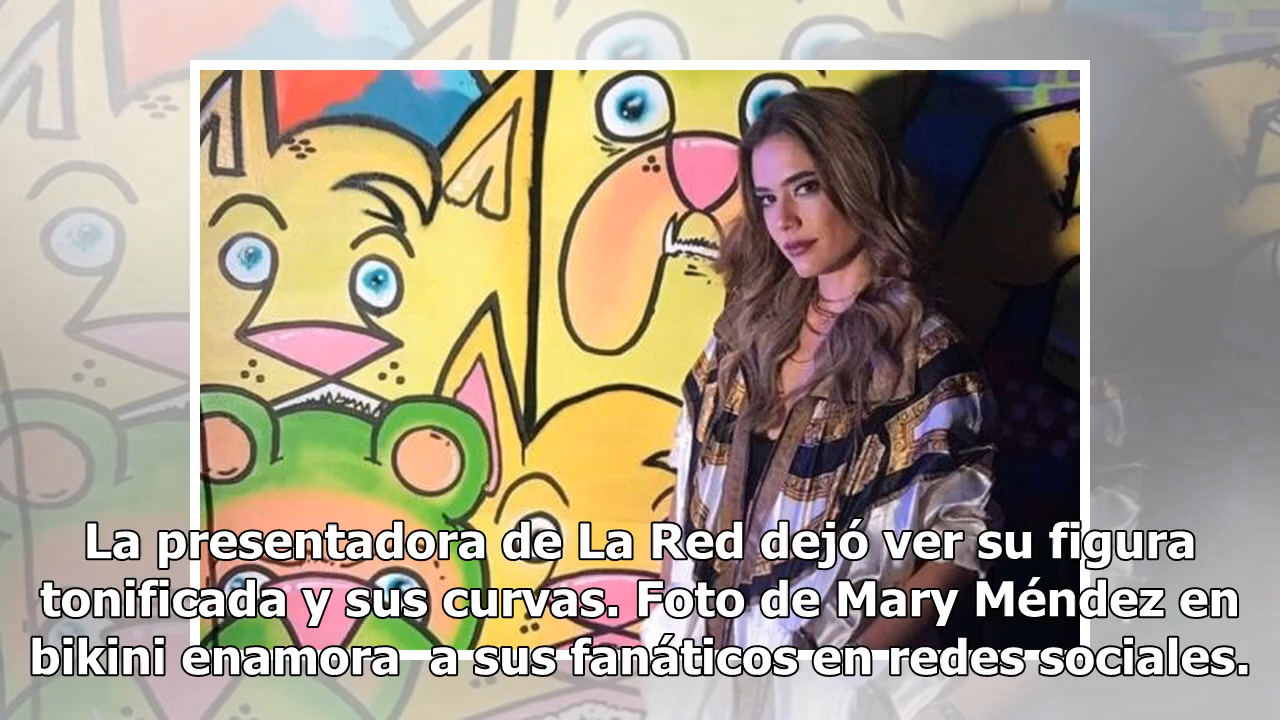 La presentadora de La Red dejó ver su figura
tonificada y sus curvas. Foto de Mary Méndez en
bikini enamora  a sus fanáticos en redes sociales.